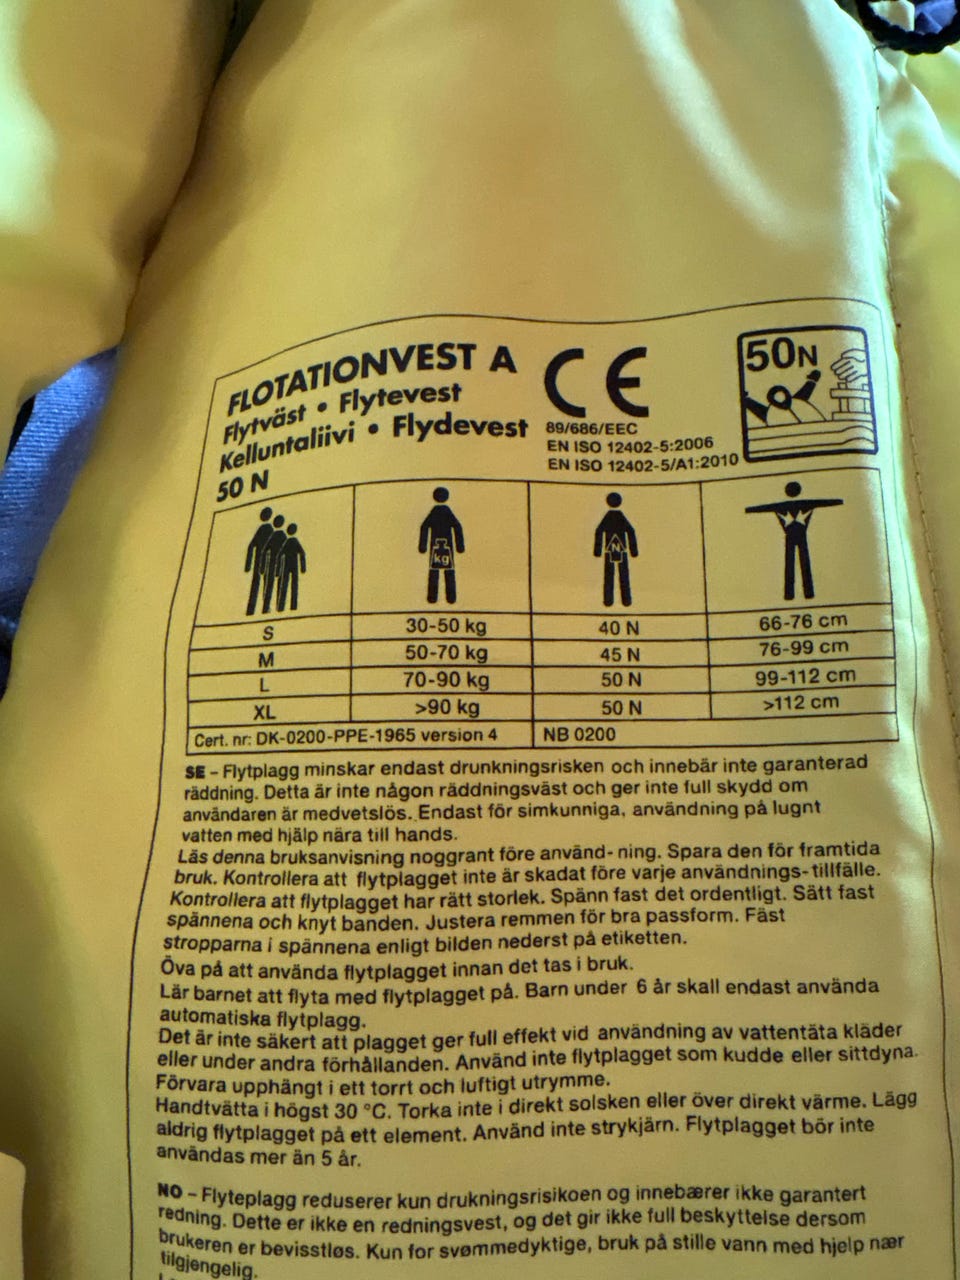 FLOTATIONVEST A
Flytväst • Flytevest
Kelluntaliivi • Flydevest
50 N
CE
89/686/EEC
EN ISO 12402-5:2006
EN ISO 12402-5/A1:2010
50N
kg
N
S 30-50 kg 40 N 66-76 cm
M 50-70 kg 45 N 76-99 cm
L 70-90 kg 50 N 99-112 cm
XL >90 kg 50 N >112 cm
Cert. nr: DK-0200-PPE-1965 version 4 NB 0200
SE – Flytplagg minskar endast drunkningsrisken och innebär inte garanterad
räddning. Detta är inte någon räddningsväst och ger inte full skydd om
användaren är medvetslös. Endast för simkunniga, användning på lugnt
vatten med hjälp nära till hands.
Läs denna bruksanvisning noggrant före använd- ning. Spara den för framtida
bruk. Kontrollera att flytplagget inte är skadat före varje användnings- tillfälle.
Kontrollera att flytplagget har rätt storlek. Spänn fast det ordentligt. Sätt fast
spännena och knyt banden. Justera remmen för bra passform. Fäst
stropparna i spännena enligt bilden nederst på etiketten.
Öva på att använda flytplagget innan det tas i bruk.
Lär barnet att flyta med flytplagget på. Barn under 6 år skall endast använda
automatiska flytplagg.
Det är inte säkert att plagget ger full effekt vid användning av vattentäta kläder
eller under andra förhållanden. Använd inte flytplagget som kudde eller sittdyna.
Förvara upphängt i ett torrt och luftigt utrymme.
Handtvätta i högst 30 °C. Torka inte i direkt solsken eller över direkt värme. Lägg
aldrig flytplagget på ett element. Använd inte strykjärn. Flytplagget bör inte
användas mer än 5 år.
NO – Flyteplagg reduserer kun drukningsrisikoen og innebærer ikke garantert
redning. Dette er ikke en redningsvest, og det gir ikke full beskyttelse dersom
brukeren er bevisstløs. Kun for svømmedyktige, bruk på stille vann med hjelp nær
tilgjengelig.